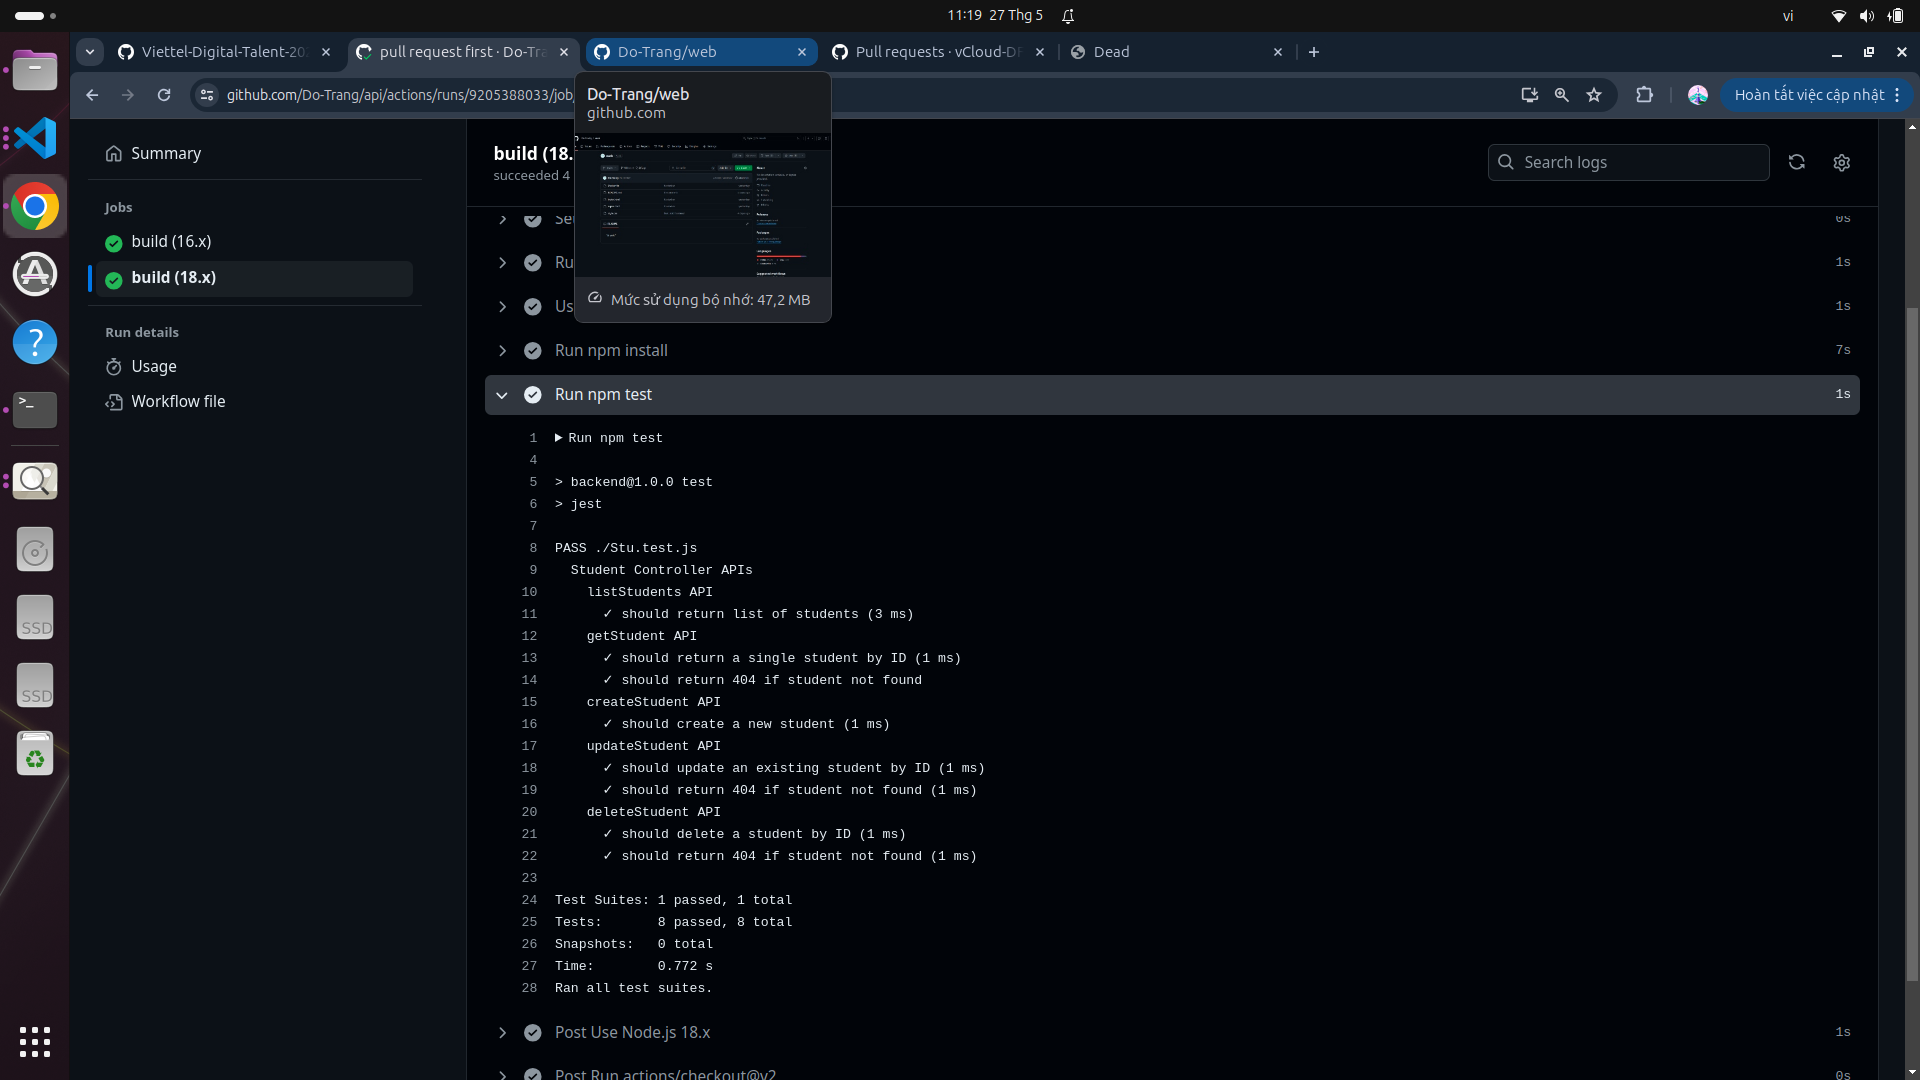 11:19 27 Thg 5
vi
Viettel-Digital-Talent-202
pull request first · Do-Tra
Do-Trang/web
Pull requests · vCloud-DF
Dead
github.com/Do-Trang/api/actions/runs/9205388033/job/
Hoàn tất việc cập nhật
Do-Trang/web
github.com
Mức sử dụng bộ nhớ: 47,2 MB
Summary
Jobs
build (16.x)
build (18.x)
Run details
Usage
Workflow file
build (18.
succeeded 4
Search logs
Se
0s
Ru
1s
Us
1s
Run npm install
7s
Run npm test
1s
1 Run npm test
4
5 > backend@1.0.0 test
6 > jest
7
8 PASS ./Stu.test.js
9 Student Controller APIs
10 listStudents API
11 ✓ should return list of students (3 ms)
12 getStudent API
13 ✓ should return a single student by ID (1 ms)
14 ✓ should return 404 if student not found
15 createStudent API
16 ✓ should create a new student (1 ms)
17 updateStudent API
18 ✓ should update an existing student by ID (1 ms)
19 ✓ should return 404 if student not found (1 ms)
20 deleteStudent API
21 ✓ should delete a student by ID (1 ms)
22 ✓ should return 404 if student not found (1 ms)
23
24 Test Suites: 1 passed, 1 total
25 Tests: 8 passed, 8 total
26 Snapshots: 0 total
27 Time: 0.772 s
28 Ran all test suites.
Post Use Node.js 18.x
1s
Post Run actions/checkout@v2
0s
SSD
SSD